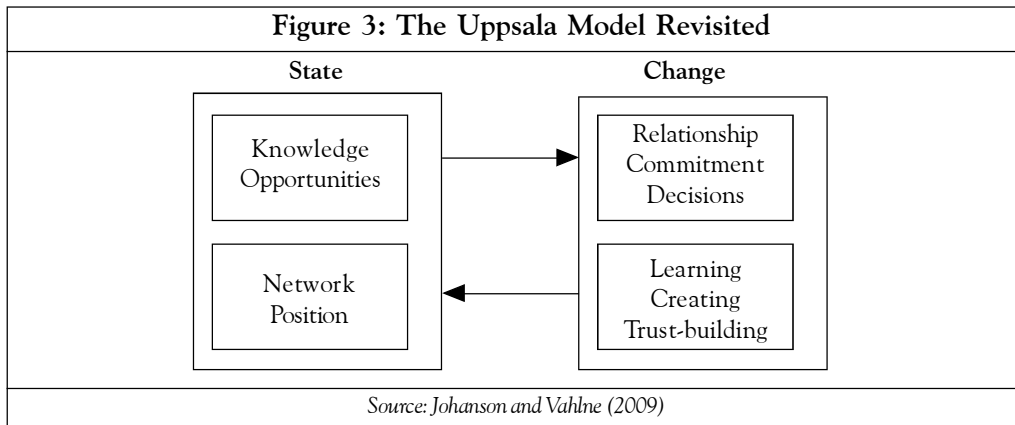 Figure 3: The Uppsala Model Revisited
State
Change
Knowledge
Opportunities
Relationship
Commitment
Decisions
Network
Position
Learning
Creating
Trust-building
Source: Johanson and Vahlne (2009)